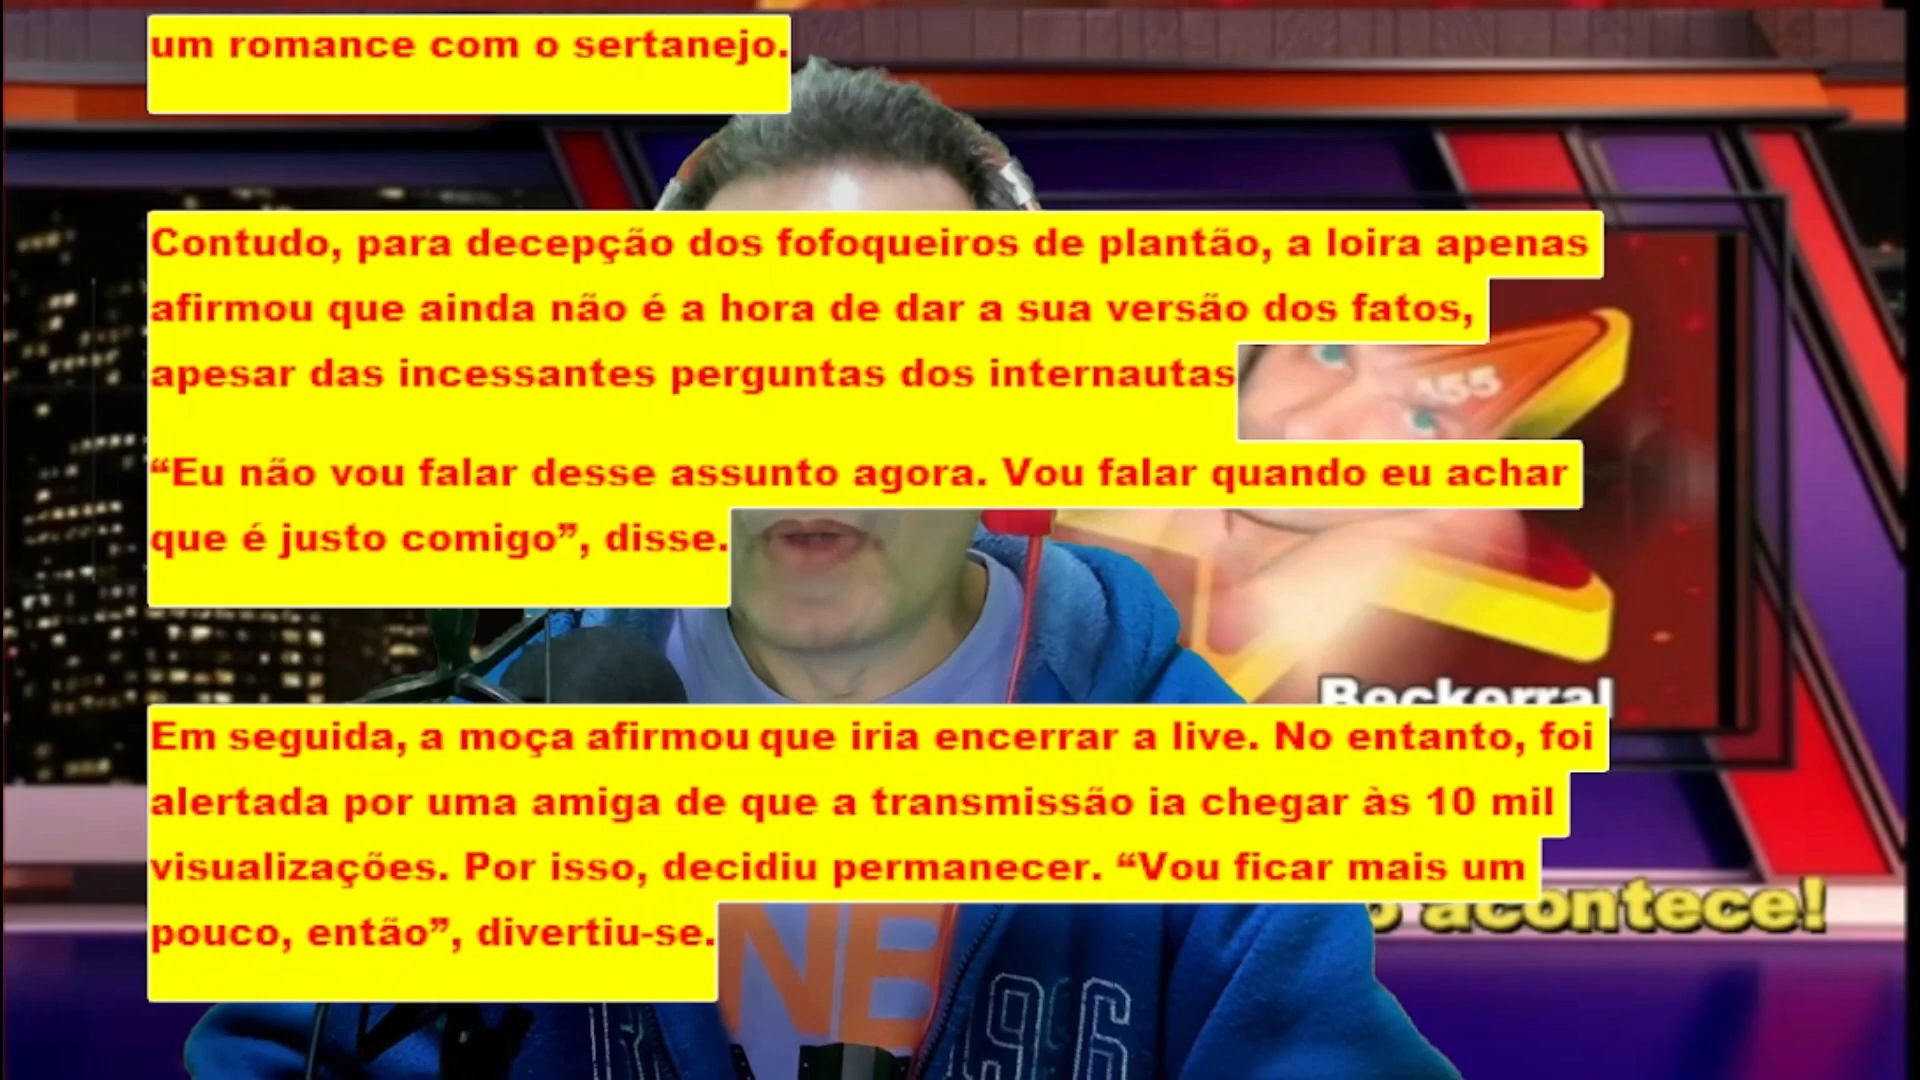 um romance com o sertanejo.
Contudo, para decepção dos fofoqueiros de plantão, a loira apenas
afirmou que ainda não é a hora de dar a sua versão dos fatos,
apesar das incessantes perguntas dos internautas
“Eu não vou falar desse assunto agora. Vou falar quando eu achar
que é justo comigo”, disse.
Beckerral
Em seguida, a moça afirmou que iria encerrar a live. No entanto, foi
alertada por uma amiga de que a transmissão ia chegar às 10 mil
visualizações. Por isso, decidiu permanecer. “Vou ficar mais um
pouco, então”, divertiu-se.
o acontece!
NB
96